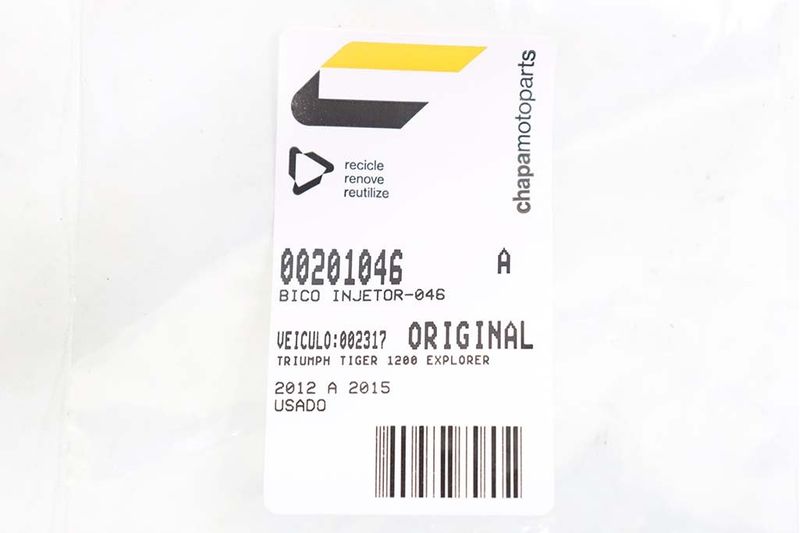 chapamotoparts
recicle
renove
reutilize
00201046 A
BICO INJETOR-046
VEICULO:002317 ORIGINAL
TRIUMPH TIGER 1200 EXPLORER
2012 A 2015
USADO